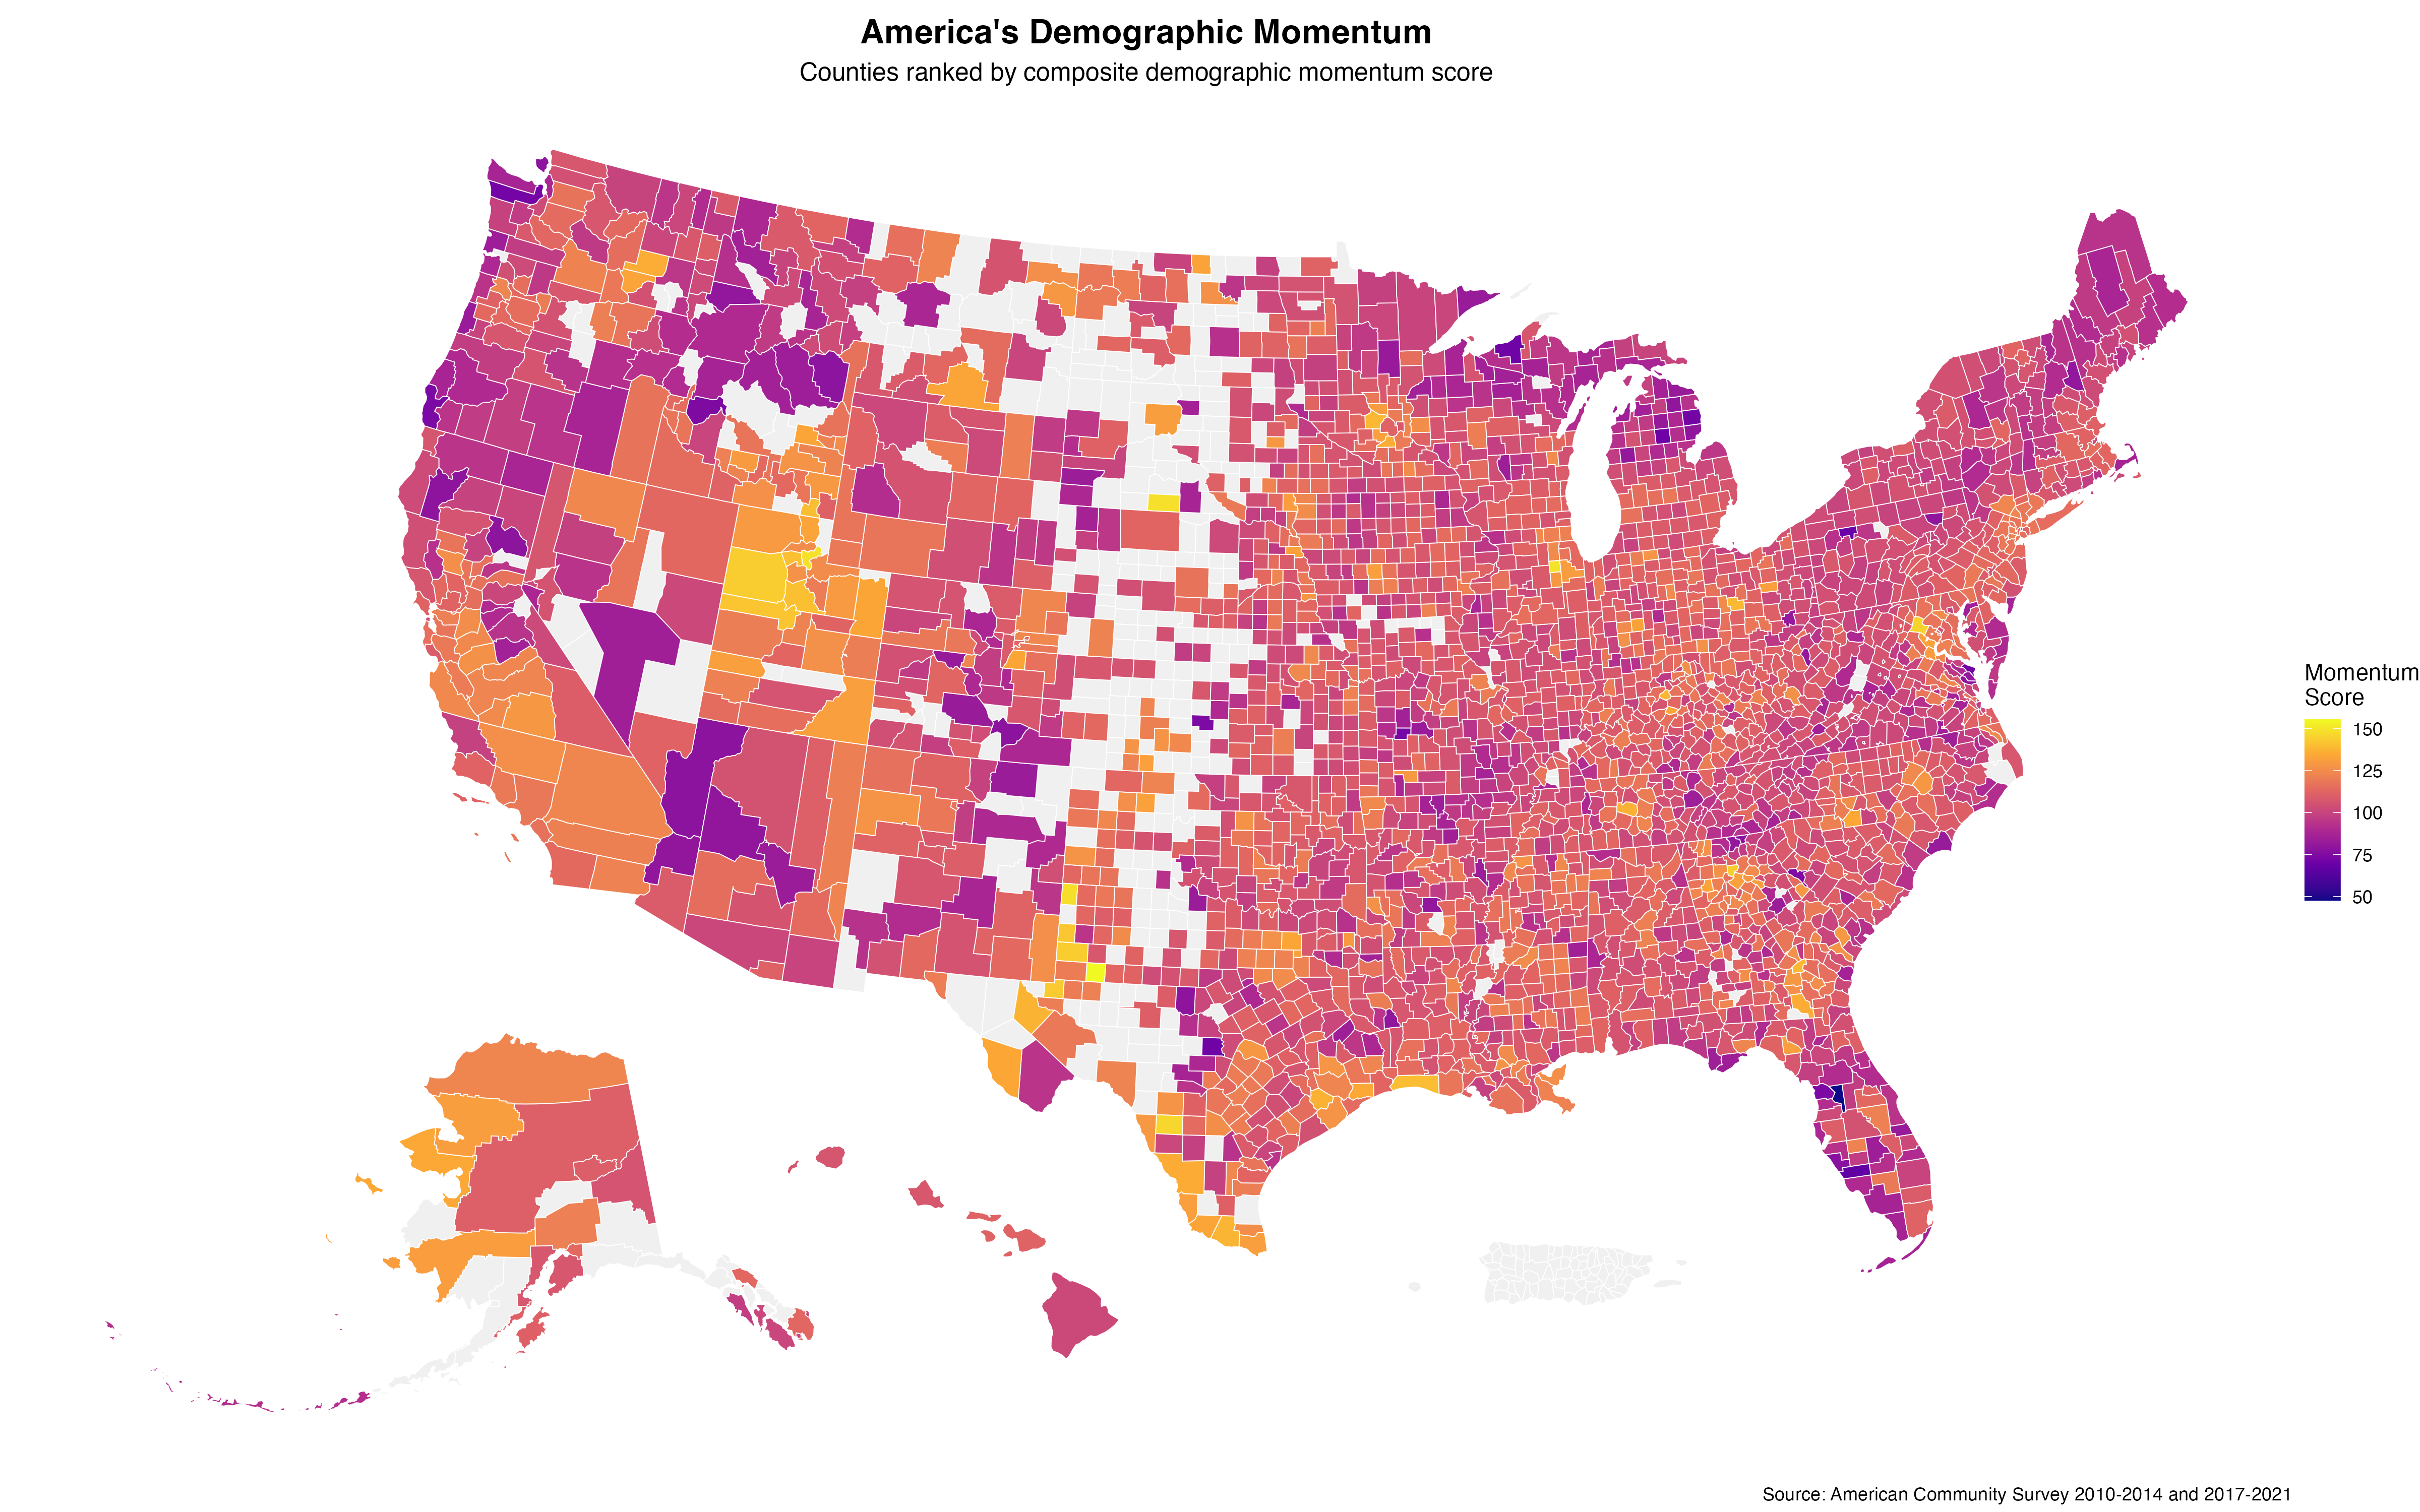 America's Demographic Momentum
Counties ranked by composite demographic momentum score
Momentum
Score
150
125
100
75
50
Source: American Community Survey 2010-2014 and 2017-2021